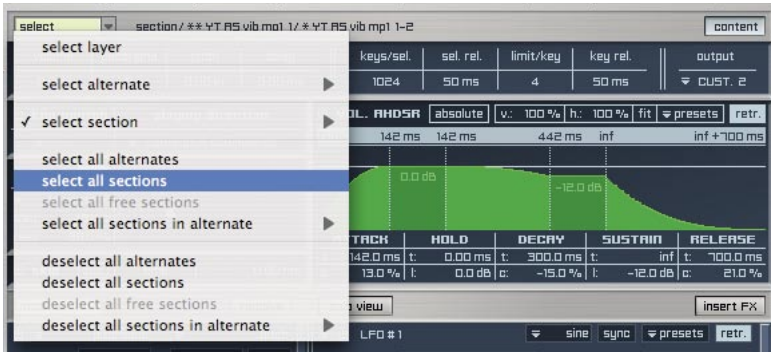 select section/ ** YT A5 vib mp1 1/ * YT A5 vib mp1 1-2 content
select layer
select alternate
✓ select section
select all alternates
select all sections
select all free sections
select all sections in alternate
deselect all alternates
deselect all sections
deselect all free sections
deselect all sections in alternate
keys/sel. sel. rel. limit/key key rel. output
1024 50 ms 4 50 ms CUST. 2
VOL. AHDSR absolute v.: 100 % h.: 100 % fit presets retr.
142 ms 142 ms 442 ms inf inf +700 ms
0.0 dB
-12.0 dB
HOLD DECAY SUSTAIN RELEASE
142.0 ms t: 0.00 ms t: 300.0 ms t: inf t: 700.0 ms
13.0 % l: 0.0 dB c: -15.0 % l: -12.0 dB c: 21.0 %
view insert FX
LFO #1 sine sync presets retr.